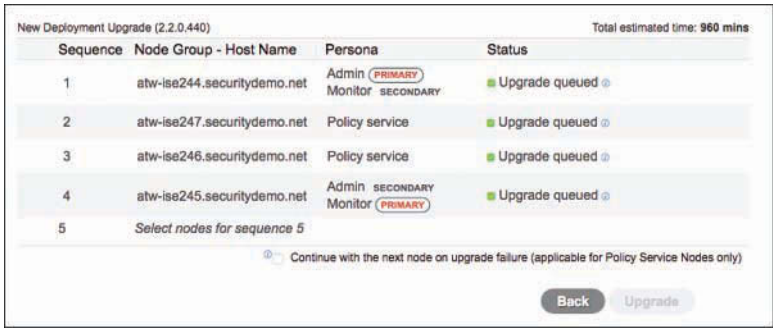 New Deployment Upgrade (2.2.0.440) Total estimated time: 960 mins
Sequence Node Group - Host Name Persona Status
1 atw-ise244.securitydemo.net Admin PRIMARY Monitor SECONDARY Upgrade queued
2 atw-ise247.securitydemo.net Policy service Upgrade queued
3 atw-ise246.securitydemo.net Policy service Upgrade queued
4 atw-ise245.securitydemo.net Admin SECONDARY Monitor PRIMARY Upgrade queued
5 Select nodes for sequence 5
Continue with the next node on upgrade failure (applicable for Policy Service Nodes only)
Back Upgrade